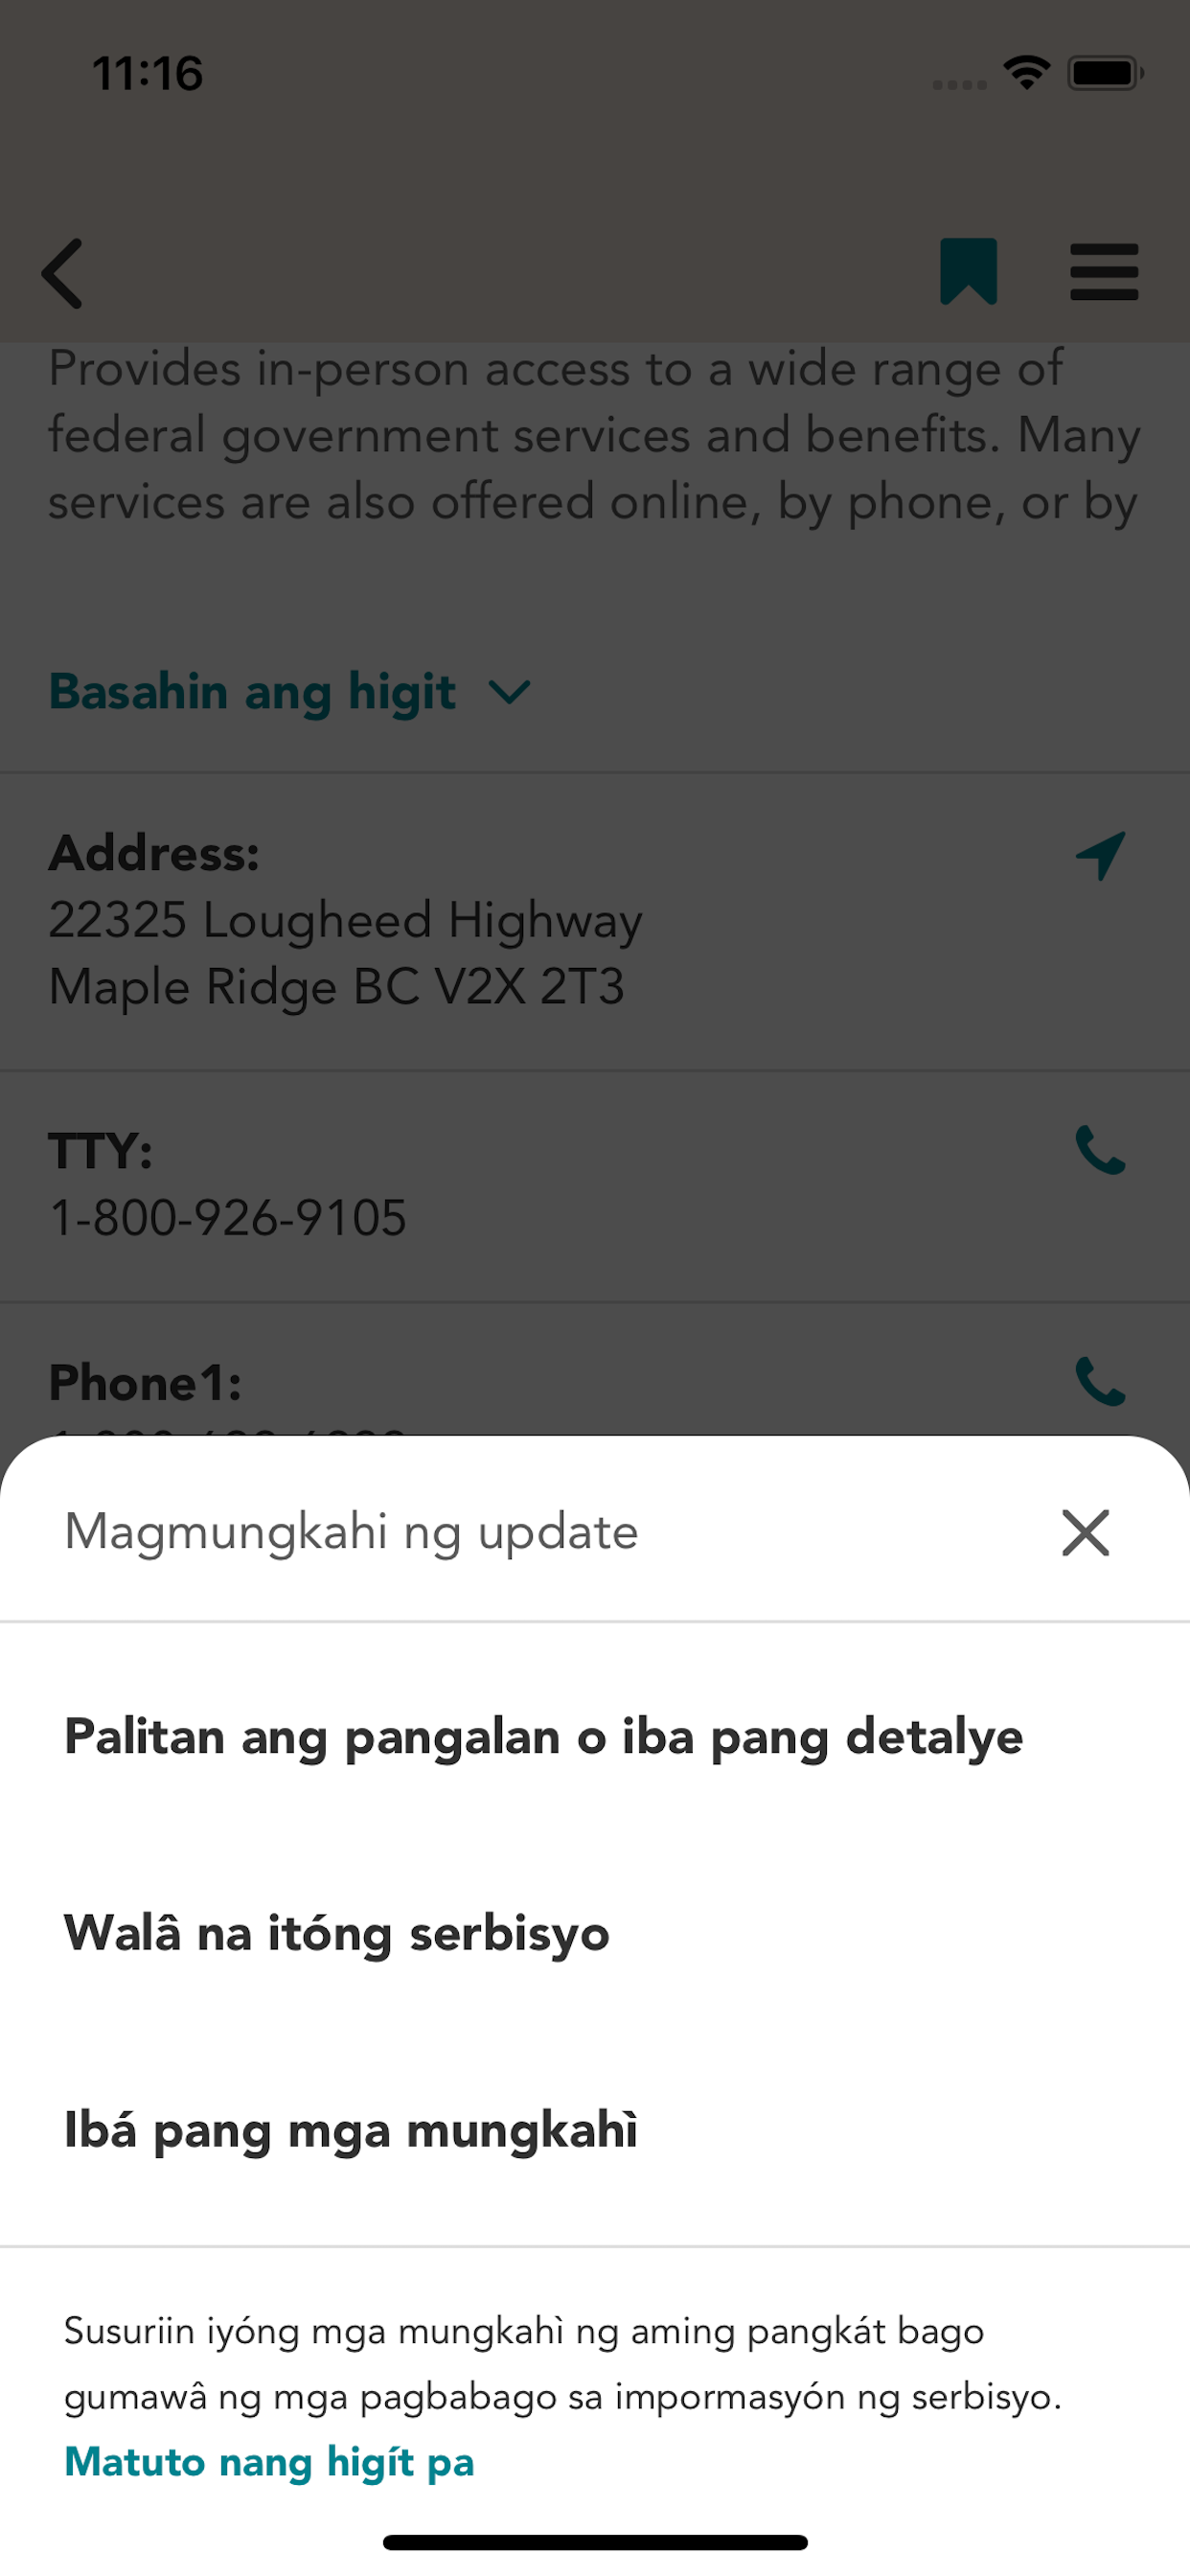 11:16
Provides in-person access to a wide range of
federal government services and benefits. Many
services are also offered online, by phone, or by
Basahin ang higit
Address:
22325 Lougheed Highway
Maple Ridge BC V2X 2T3
TTY:
1-800-926-9105
Phone1:
Magmungkahi ng update
Palitan ang pangalan o iba pang detalye
Walâ na itóng serbisyo
Ibá pang mga mungkahì
Susuriin iyóng mga mungkahì ng aming pangkát bago
gumawâ ng mga pagbabago sa impormasyón ng serbisyo.
Matuto nang higít pa